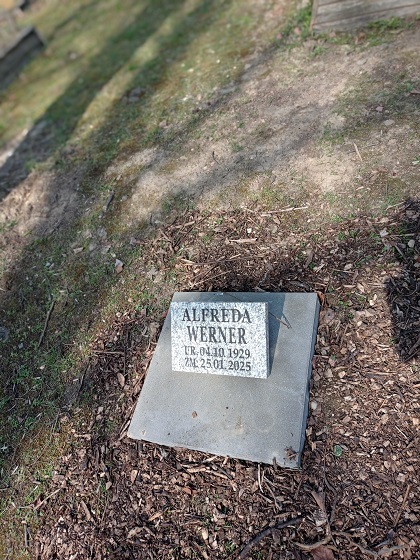 ALFREDA
WERNER
UR. 04.10.1929
ZM. 25.01.2025